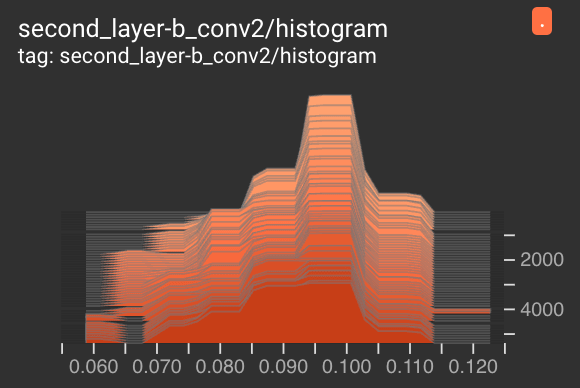 second_layer-b_conv2/histogram
tag: second_layer-b_conv2/histogram
.
2000
4000
0.060 0.070 0.080 0.090 0.100 0.110 0.120